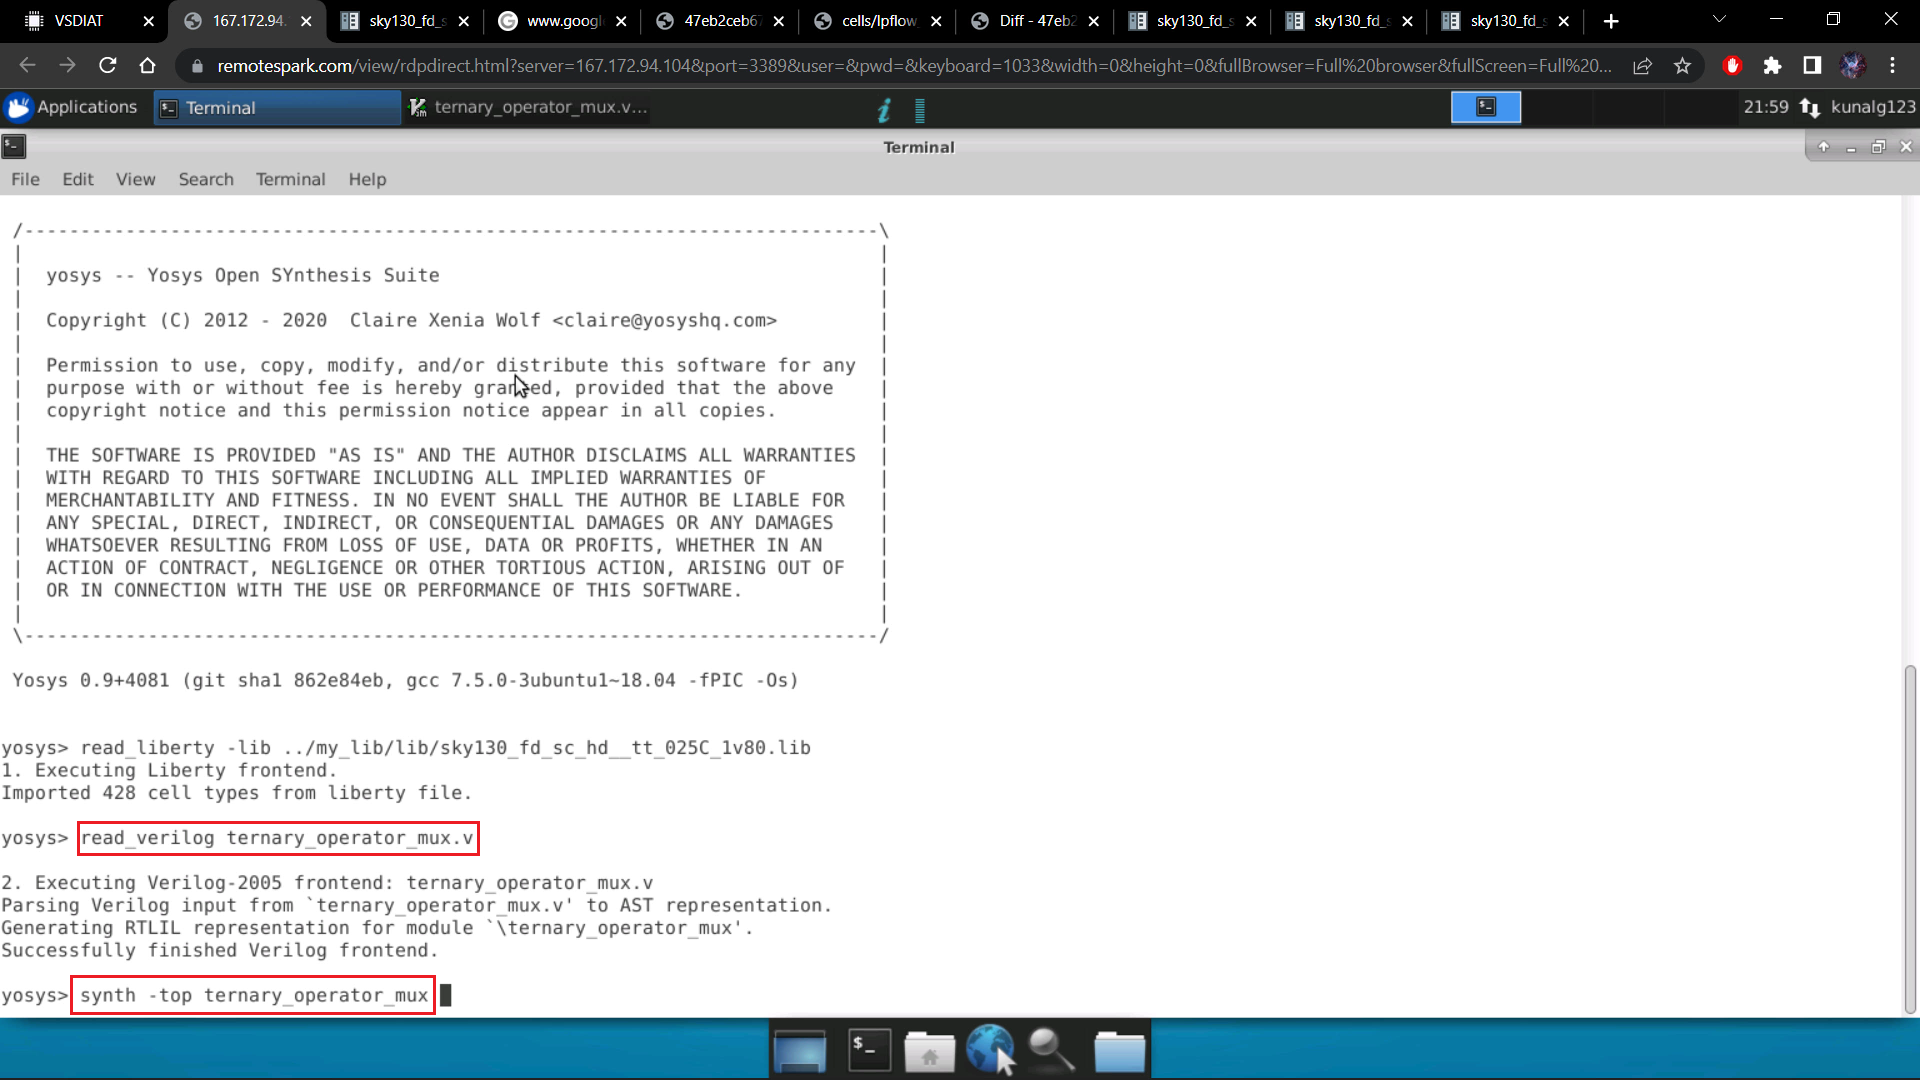 VSDIAT
167.172.94.
sky130_fd_s
www.googl
47eb2ceb67
cells/lpflow
Diff - 47eb2
sky130_fd_s
sky130_fd_s
sky130_fd_s
remotespark.com/view/rdpdirect.html?server=167.172.94.104&port=3389&user=&pwd=&keyboard=1033&width=0&height=0&fullBrowser=Full%20browser&fullScreen=Full%20...
Applications
Terminal
ternary_operator_mux.v...
21:59
kunalg123
Terminal
File Edit View Search Terminal Help
/----------------------------------------------------------------------------\
| |
| yosys -- Yosys Open SYnthesis Suite |
| |
| Copyright (C) 2012 - 2020  Claire Xenia Wolf <claire@yosyshq.com> |
| |
| Permission to use, copy, modify, and/or distribute this software for any |
| purpose with or without fee is hereby granted, provided that the above |
| copyright notice and this permission notice appear in all copies. |
| |
| THE SOFTWARE IS PROVIDED "AS IS" AND THE AUTHOR DISCLAIMS ALL WARRANTIES |
| WITH REGARD TO THIS SOFTWARE INCLUDING ALL IMPLIED WARRANTIES OF |
| MERCHANTABILITY AND FITNESS. IN NO EVENT SHALL THE AUTHOR BE LIABLE FOR |
| ANY SPECIAL, DIRECT, INDIRECT, OR CONSEQUENTIAL DAMAGES OR ANY DAMAGES |
| WHATSOEVER RESULTING FROM LOSS OF USE, DATA OR PROFITS, WHETHER IN AN |
| ACTION OF CONTRACT, NEGLIGENCE OR OTHER TORTIOUS ACTION, ARISING OUT OF |
| OR IN CONNECTION WITH THE USE OR PERFORMANCE OF THIS SOFTWARE. |
| |
\----------------------------------------------------------------------------/
Yosys 0.9+4081 (git sha1 862e84eb, gcc 7.5.0-3ubuntu1~18.04 -fPIC -Os)
yosys> read_liberty -lib ../my_lib/lib/sky130_fd_sc_hd__tt_025C_1v80.lib
1. Executing Liberty frontend.
Imported 428 cell types from liberty file.
yosys> read_verilog ternary_operator_mux.v
2. Executing Verilog-2005 frontend: ternary_operator_mux.v
Parsing Verilog input from `ternary_operator_mux.v' to AST representation.
Generating RTLIL representation for module `\ternary_operator_mux'.
Successfully finished Verilog frontend.
yosys> synth -top ternary_operator_mux